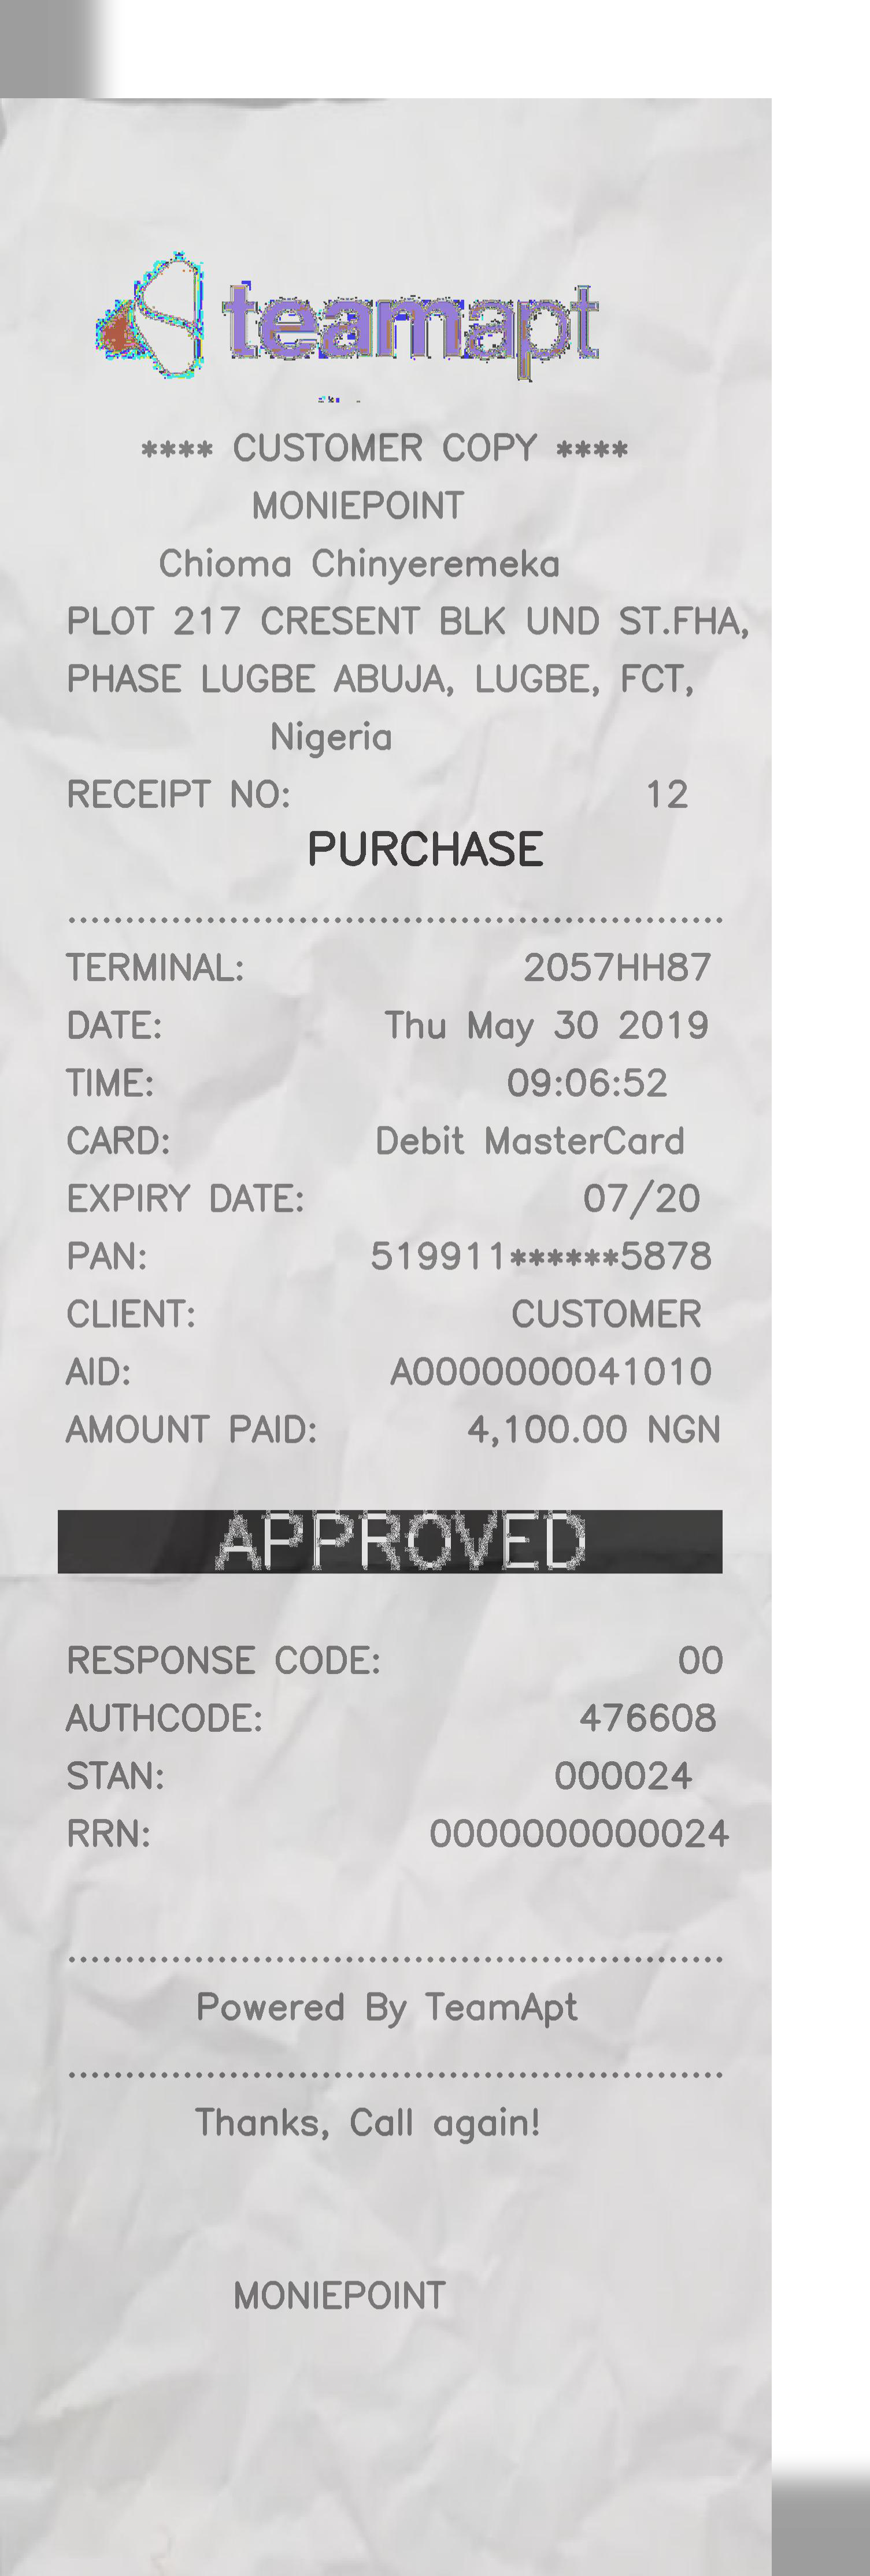 teamapt
**** CUSTOMER COPY ****
MONIEPOINT
Chioma Chinyeremeka
PLOT 217 CRESENT BLK UND ST.FHA,
PHASE LUGBE ABUJA, LUGBE, FCT,
Nigeria
RECEIPT NO: 12
PURCHASE
TERMINAL: 2057HH87
DATE: Thu May 30 2019
TIME: 09:06:52
CARD: Debit MasterCard
EXPIRY DATE: 07/20
PAN: 519911******5878
CLIENT: CUSTOMER
AID: A0000000041010
AMOUNT PAID: 4,100.00 NGN
APPROVED
RESPONSE CODE: 00
AUTHCODE: 476608
STAN: 000024
RRN: 0000000000024
Powered By TeamApt
Thanks, Call again!
MONIEPOINT